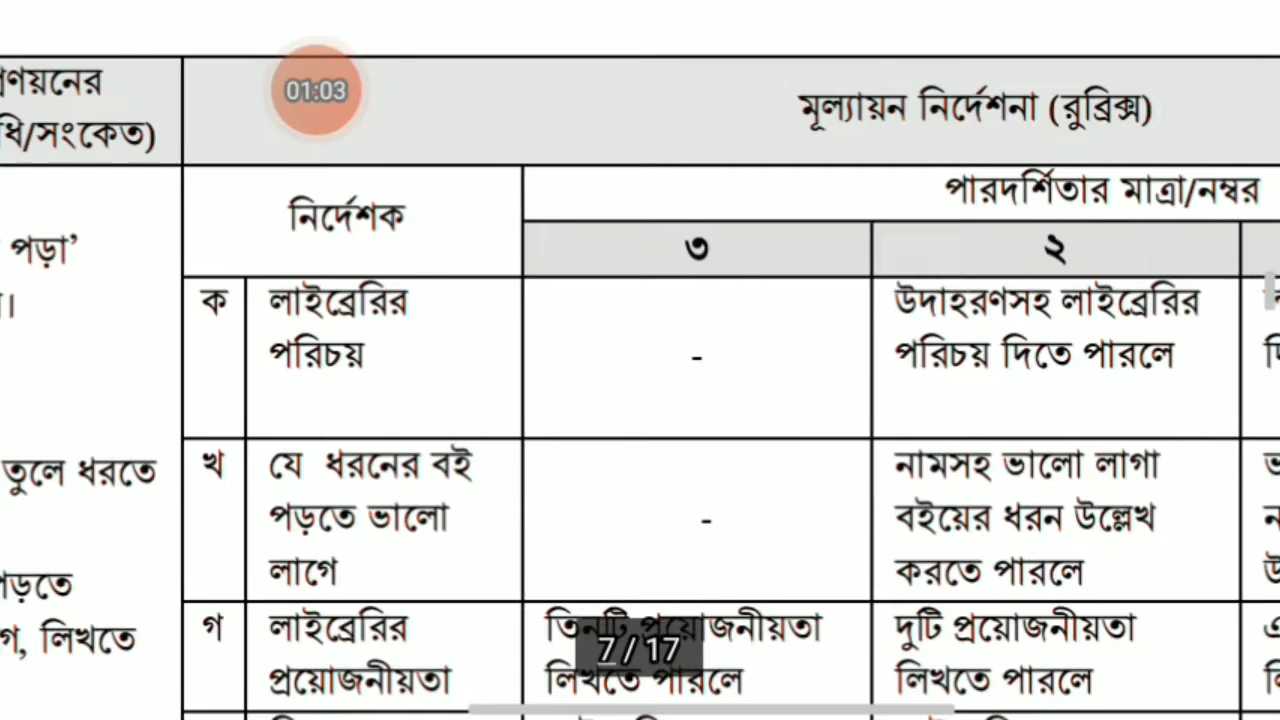 01:03
মূল্যায়ন নির্দেশনা (রুব্রিক্স)
/সংকেত)
নির্দেশক
পারদর্শিতার মাত্রা/নম্বর
পড়া’
৩
২
ক
লাইব্রেরির
পরিচয়
-
উদাহরণসহ লাইব্রেরির
পরিচয় দিতে পারলে
তুলে ধরতে
খ
যে ধরনের বই
পড়তে ভালো
লাগে
-
নামসহ ভালো লাগা
বইয়ের ধরন উল্লেখ
করতে পারলে
লিখতে
গ
লাইব্রেরির
প্রয়োজনীয়তা
তিনটি প্রয়োজনীয়তা
লিখতে পারলে
দুটি প্রয়োজনীয়তা
লিখতে পারলে
7/17